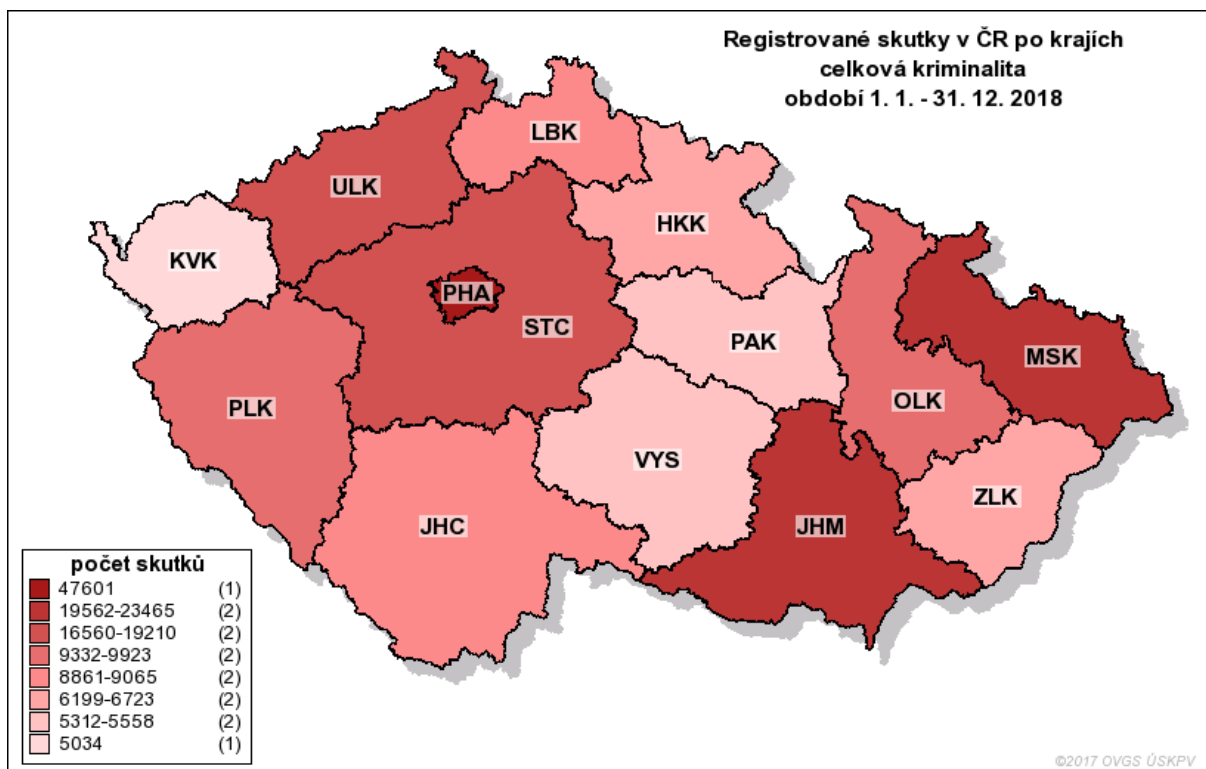 Registrované skutky v ČR po krajích
celková kriminalita
období 1. 1. - 31. 12. 2018
LBK
ULK
HKK
KVK
PHA
STC
PAK
MSK
PLK
OLK
VYS
ZLK
JHC
JHM
počet skutků
47601 (1)
19562-23465 (2)
16560-19210 (2)
9332-9923 (2)
8861-9065 (2)
6199-6723 (2)
5312-5558 (2)
5034 (1)
©2017 OVGS ÚSKPV